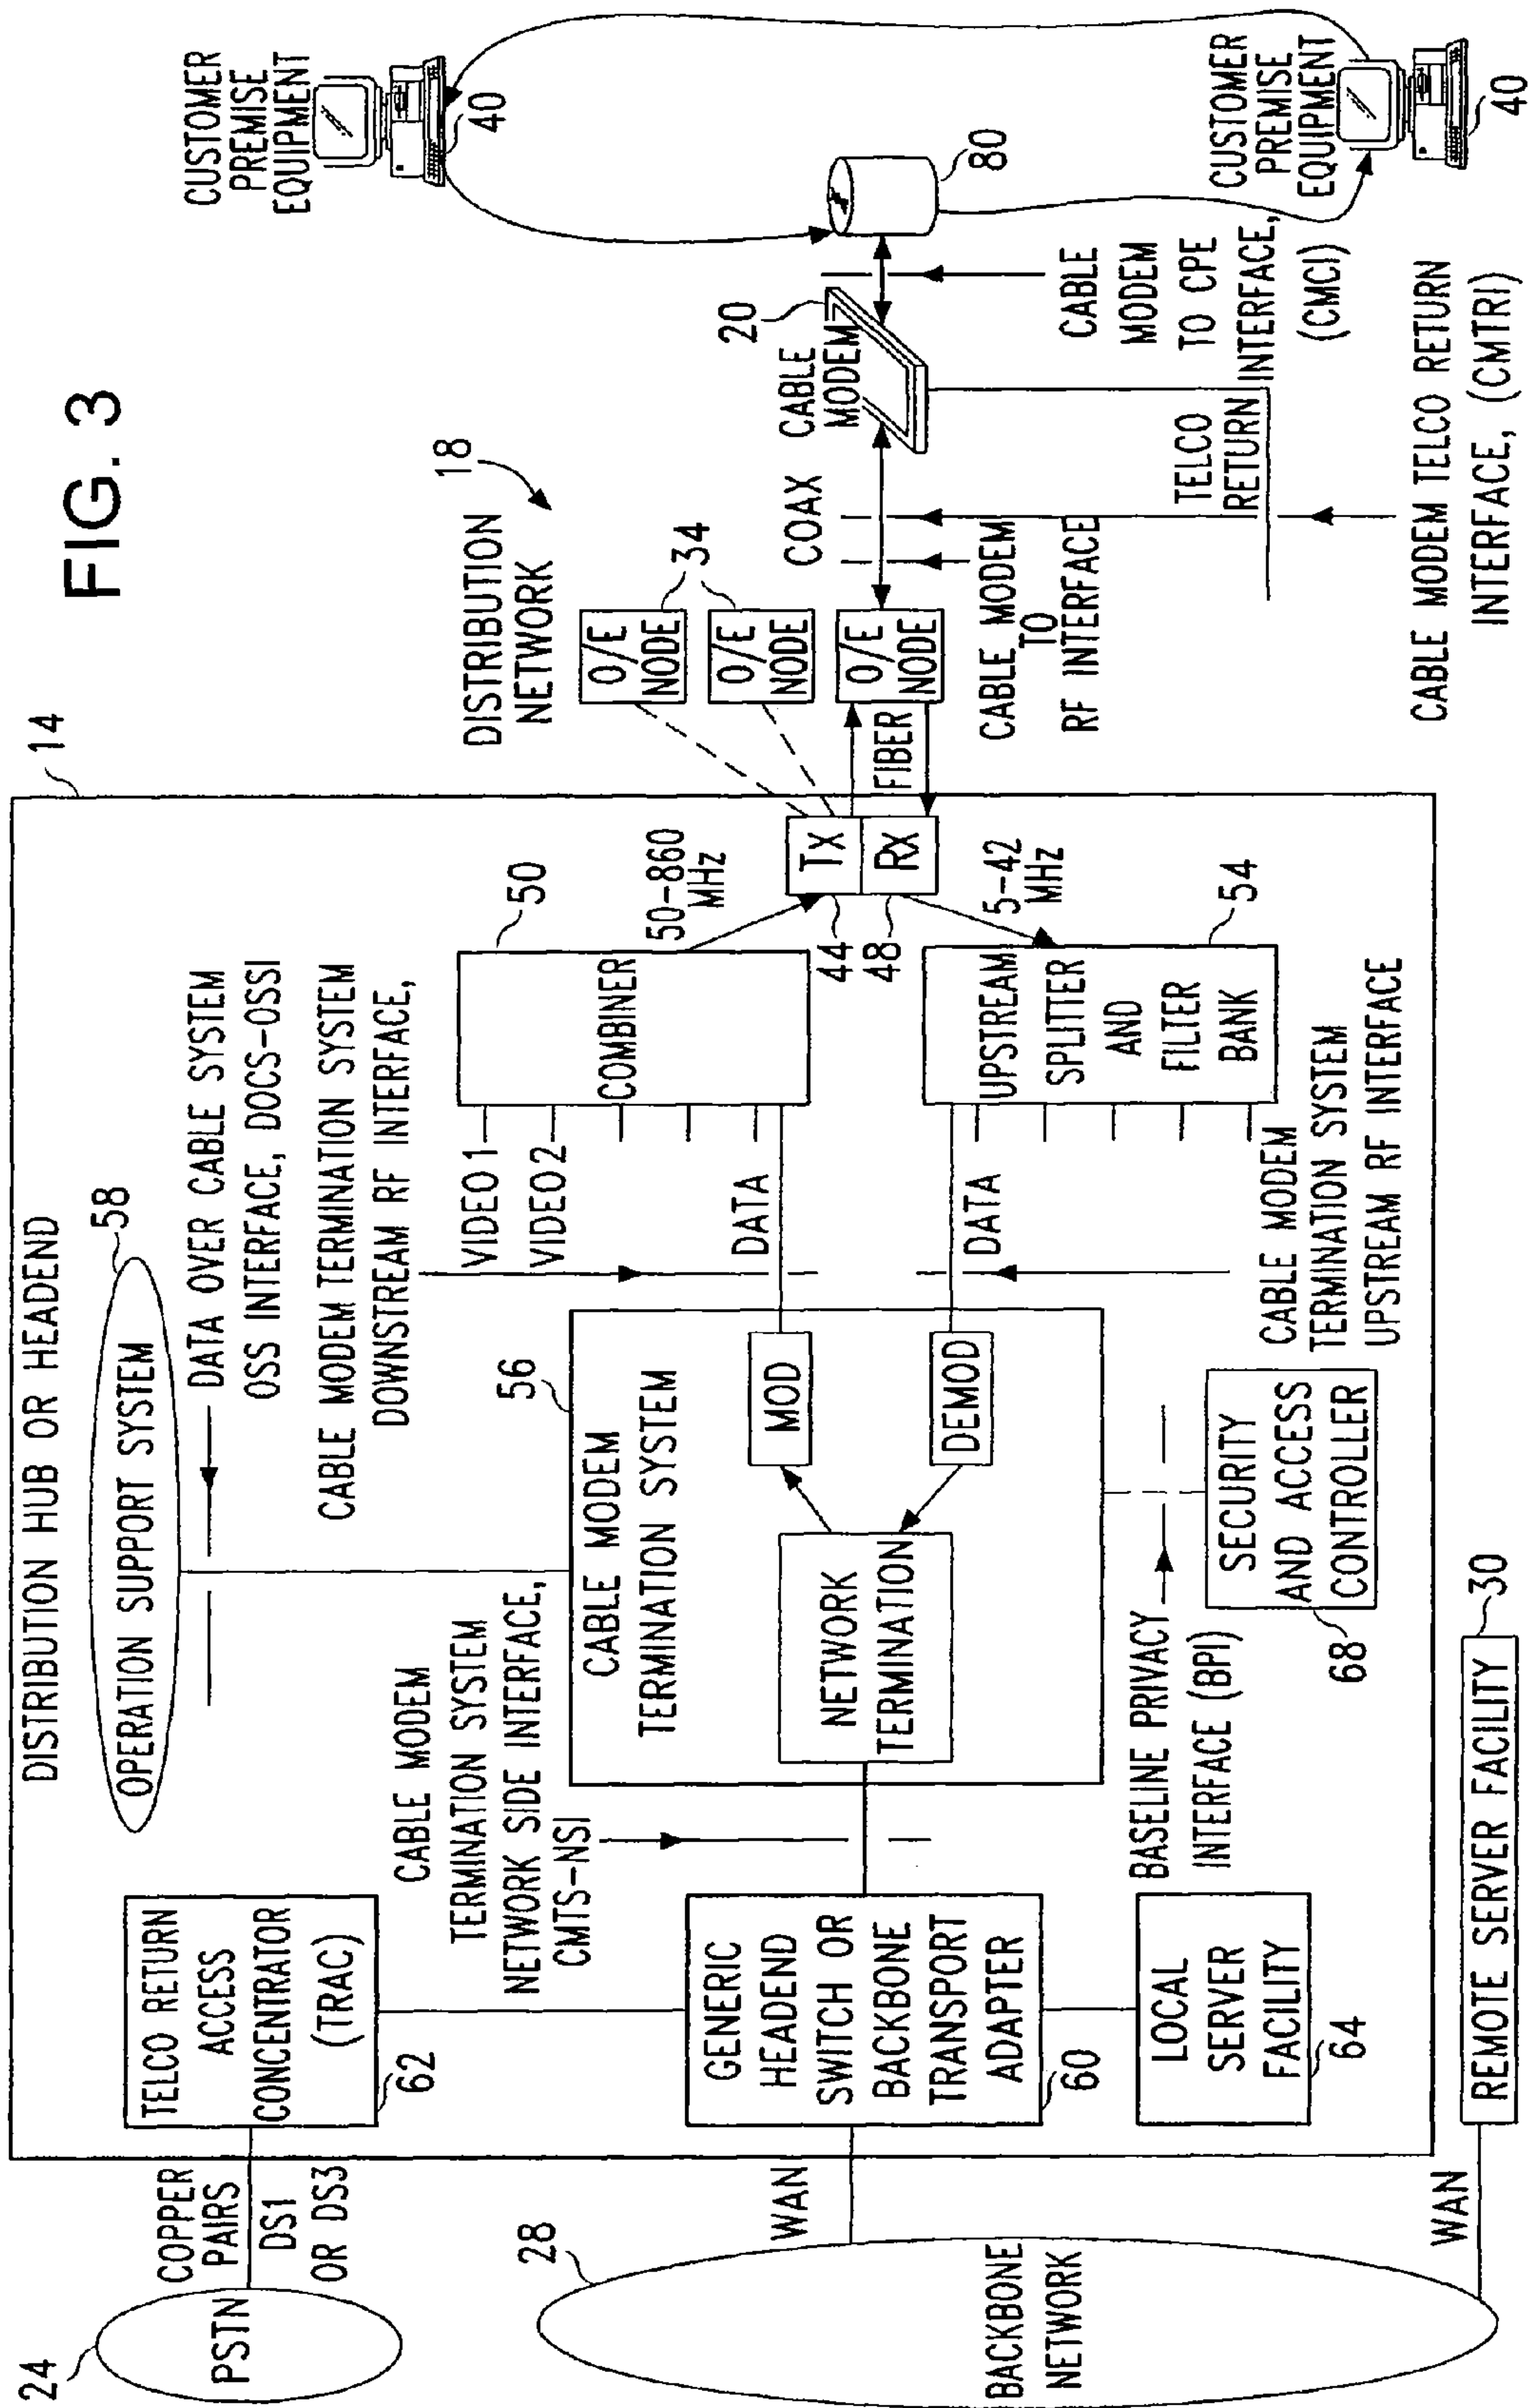 FIG. 3
DISTRIBUTION HUB OR HEADEND
14
OPERATION SUPPORT SYSTEM
58
DATA OVER CABLE SYSTEM
OSS INTERFACE, DOCS-OSSI
CABLE MODEM TERMINATION SYSTEM
DOWNSTREAM RF INTERFACE,
24
PSTN
COPPER
PAIRS
DS1
OR DS3
TELCO RETURN
ACCESS
CONCENTRATOR
(TRAC)
62
CABLE MODEM
TERMINATION SYSTEM
NETWORK SIDE INTERFACE,
CMTS-NSI
56
CABLE MODEM
TERMINATION SYSTEM
MOD
DEMOD
NETWORK
TERMINATION
VIDEO1
VIDEO2
DATA
COMBINER
50
50-860
MHz
Tx
Rx
44
48
5-42
MHz
DATA
UPSTREAM
SPLITTER
AND
FILTER
BANK
54
CABLE MODEM
TERMINATION SYSTEM
UPSTREAM RF INTERFACE
28
BACKBONE
NETWORK
WAN
GENERIC
HEADEND
SWITCH OR
BACKBONE
TRANSPORT
ADAPTER
60
LOCAL
SERVER
FACILITY
64
BASELINE PRIVACY
INTERFACE (BPI)
SECURITY
AND ACCESS
CONTROLLER
68
WAN
REMOTE SERVER FACILITY
30
DISTRIBUTION
NETWORK
18
O/E
NODE
O/E
NODE
34
O/E
NODE
FIBER
COAX
CABLE MODEM
TO
RF INTERFACE
CABLE
MODEM
20
TELCO
RETURN
CABLE
MODEM
TO CPE
INTERFACE,
(CMCI)
CABLE MODEM TELCO RETURN
INTERFACE, (CMTRI)
80
CUSTOMER
PREMISE
EQUIPMENT
40
CUSTOMER
PREMISE
EQUIPMENT
40